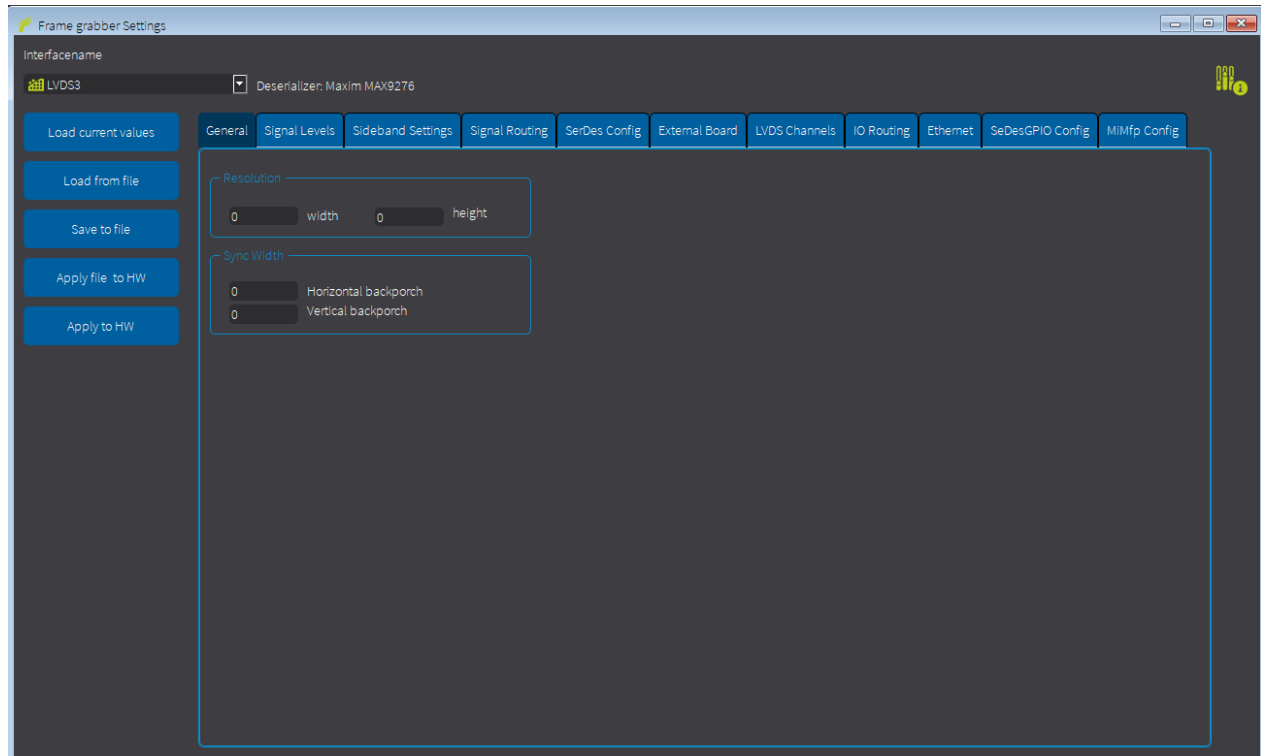 Frame grabber Settings
Interfacename
LVDS3
Deserializer: Maxim MAX9276
Load current values
Load from file
Save to file
Apply file to HW
Apply to HW
General Signal Levels Sideband Settings Signal Routing SerDes Config External Board LVDS Channels IO Routing Ethernet SeDesGPIO Config MiMfp Config
Resolution
0 width 0 height
Sync Width
0 Horizontal backporch
0 Vertical backporch